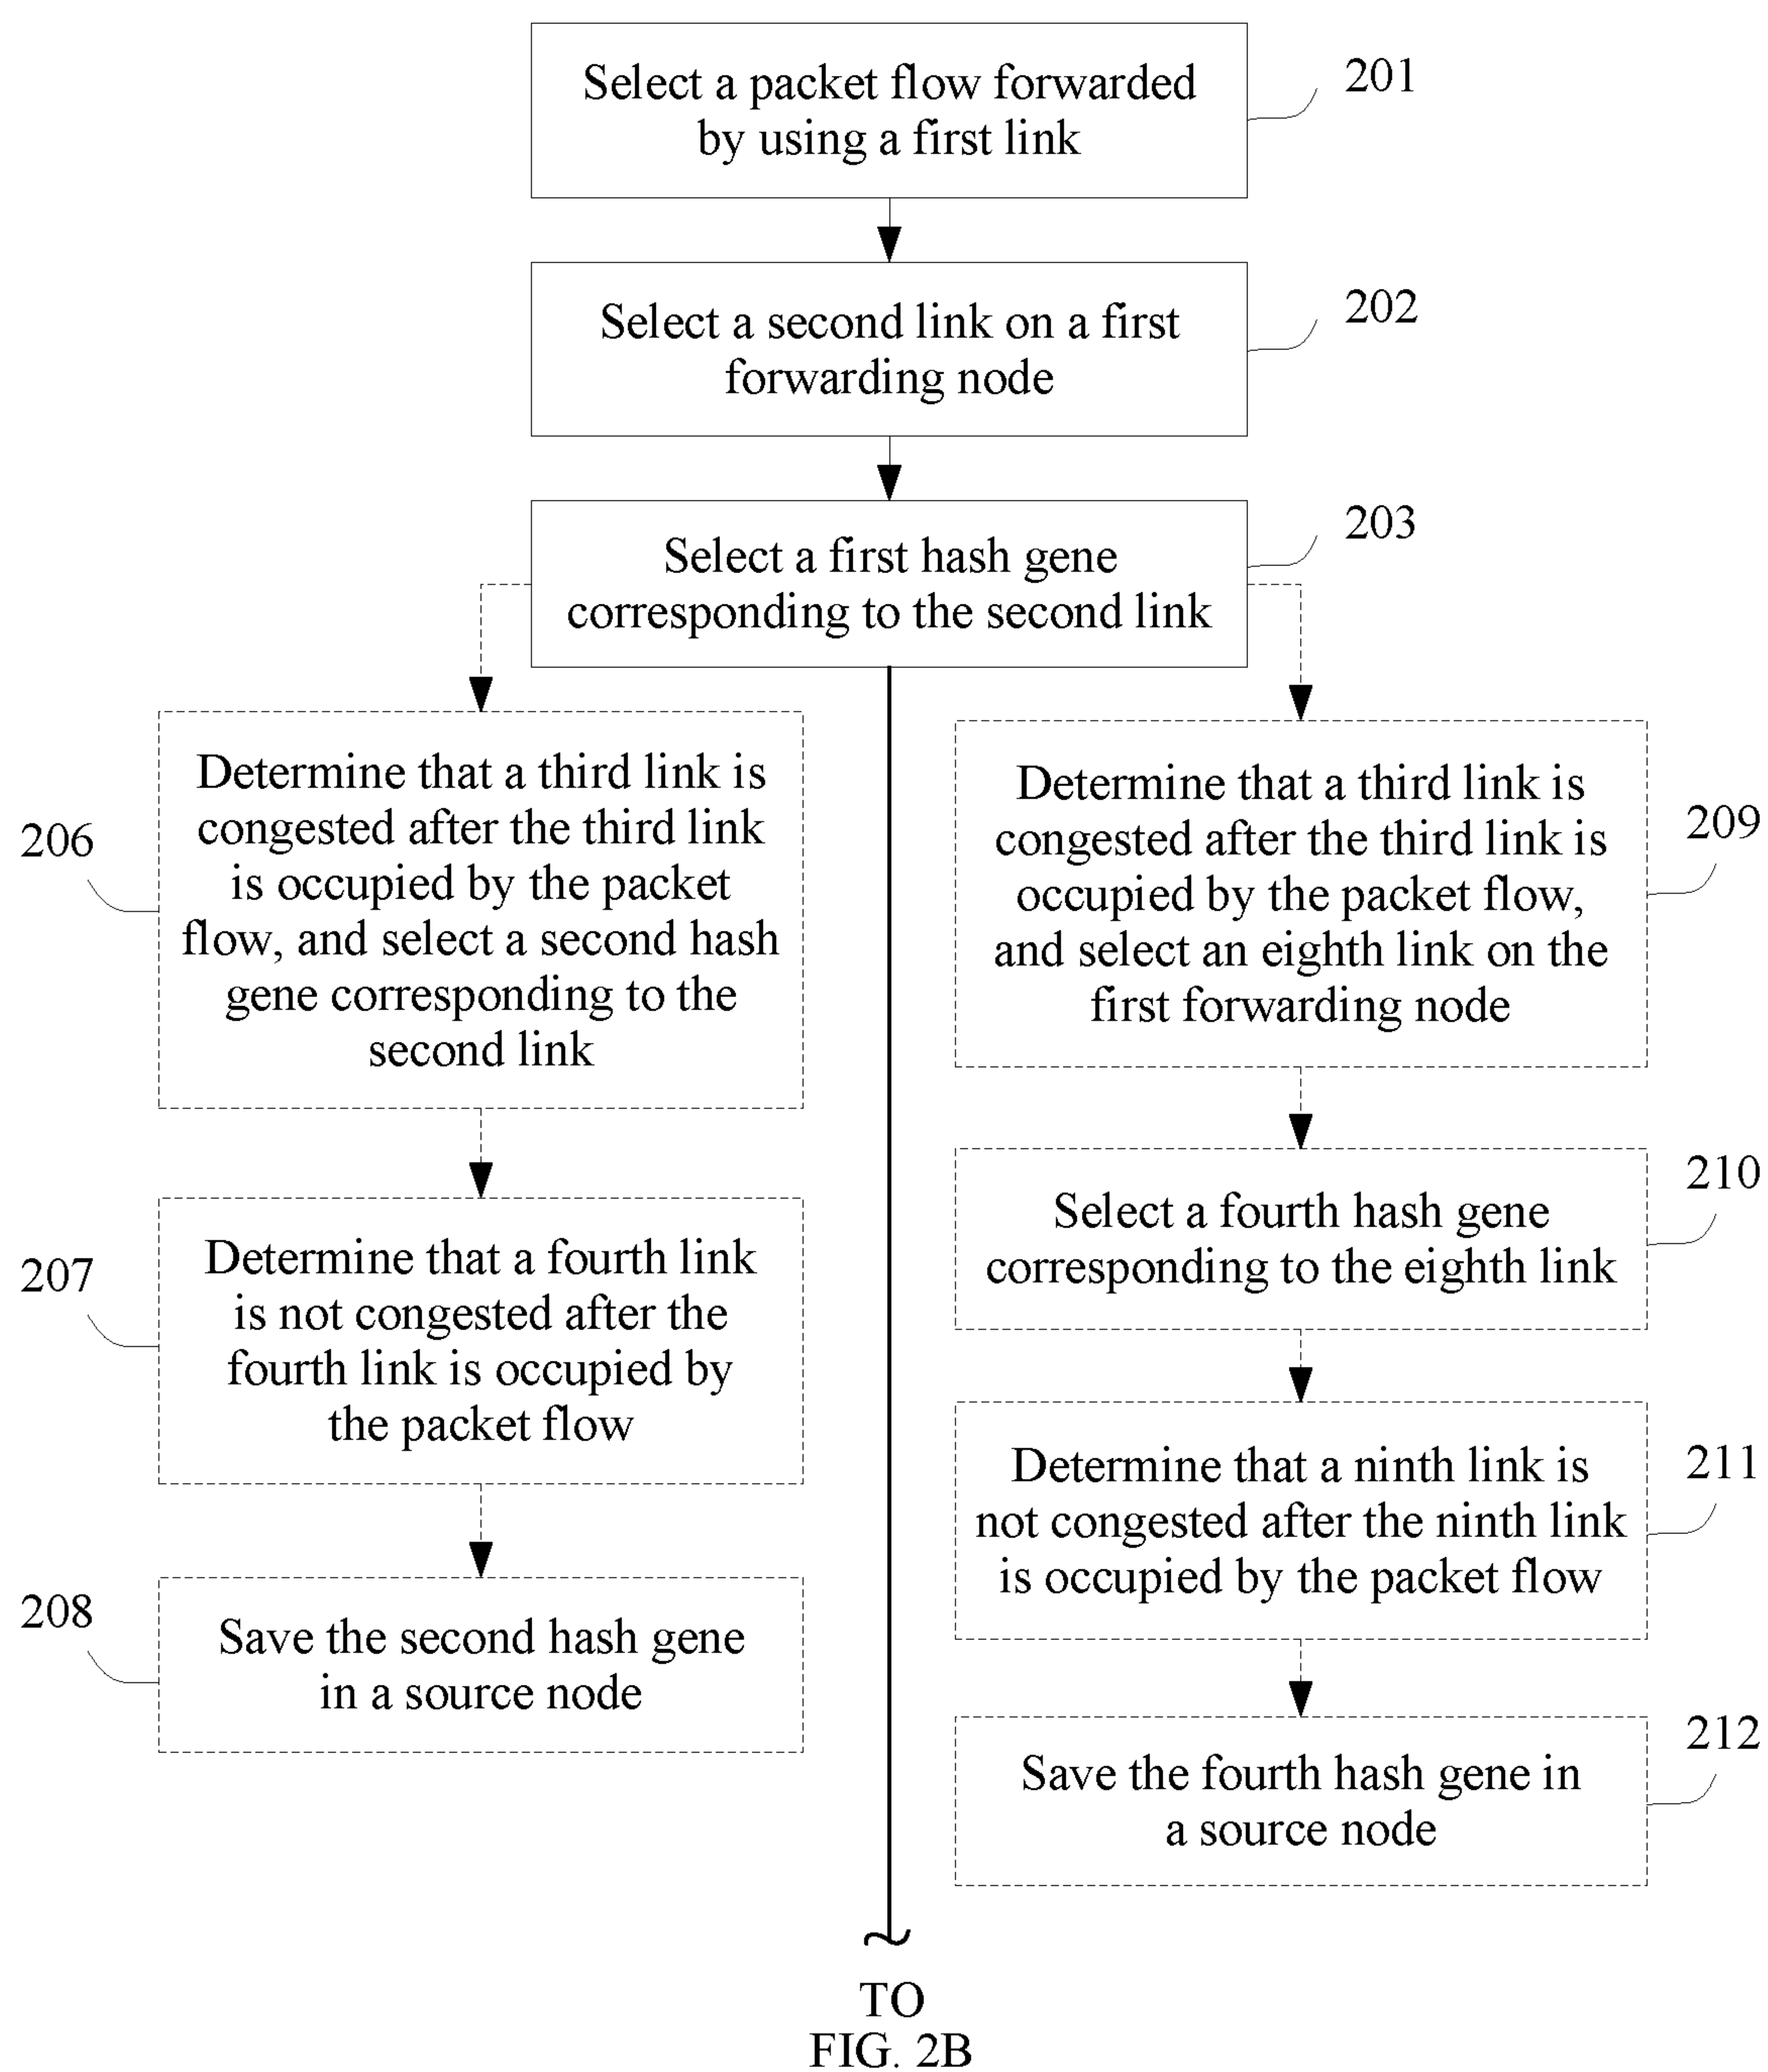 Select a packet flow forwarded
by using a first link
201
Select a second link on a first
forwarding node
202
Select a first hash gene
corresponding to the second link
203
Determine that a third link is
congested after the third link
is occupied by the packet
flow, and select a second hash
gene corresponding to the
second link
206
Determine that a fourth link
is not congested after the
fourth link is occupied by
the packet flow
207
Save the second hash gene
in a source node
208
Determine that a third link is
congested after the third link is
occupied by the packet flow,
and select an eighth link on the
first forwarding node
209
Select a fourth hash gene
corresponding to the eighth link
210
Determine that a ninth link is
not congested after the ninth link
is occupied by the packet flow
211
Save the fourth hash gene in
a source node
212
TO
FIG. 2B